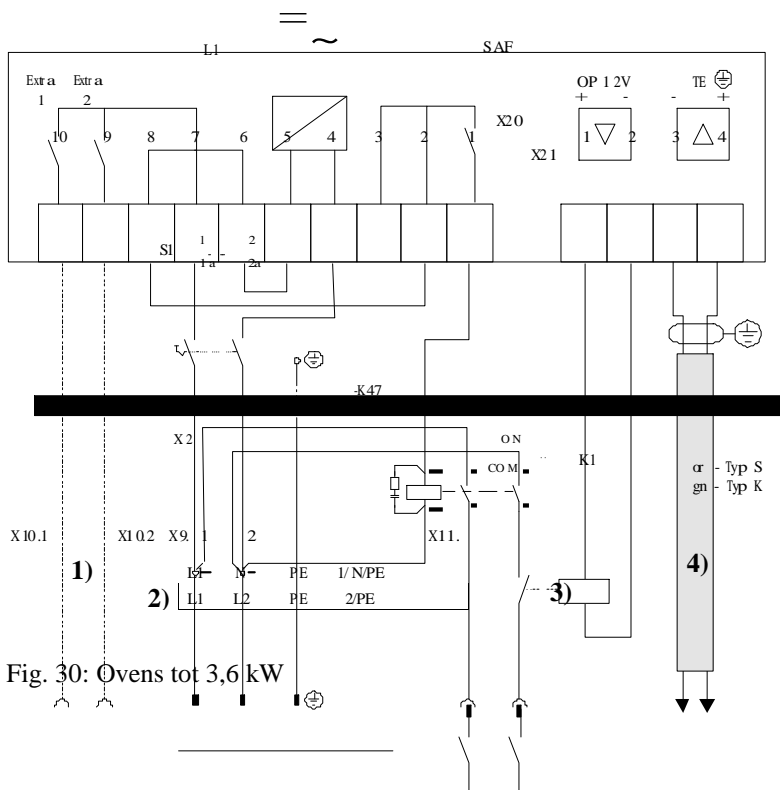 L1 SAF
Extra Extra OP 12V TE
1 2 + - - +
X20
10 9 8 7 6 5 4 3 2 1 1 2 3 4
X21
S1 1 2
1a 2a
-K47
X2 ON
COM K1
or - Typ S
gn - Typ K
X10.1 X10.2 X9. 1 2 X11.
1) 4)
L1 N PE 1/N/PE
2) L1 L2 PE 2/PE 3)
Fig. 30: Ovens tot 3,6 kW